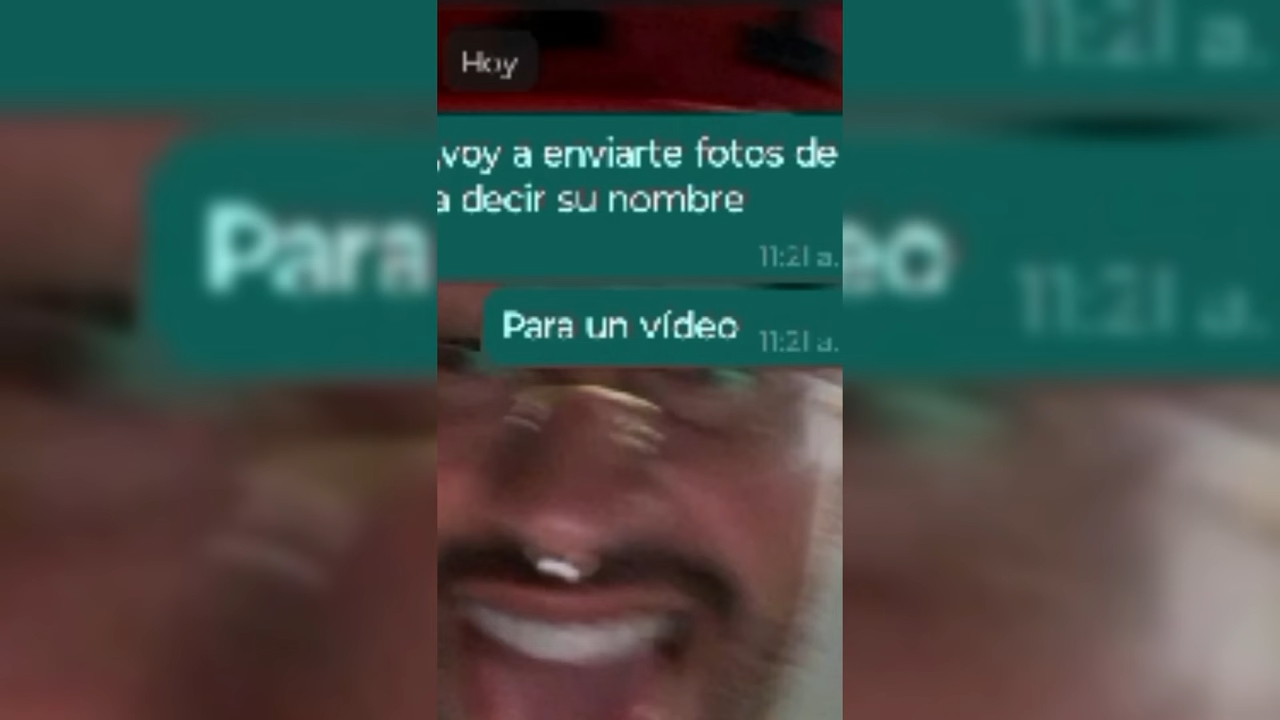 Hoy
voy a enviarte fotos de
a decir su nombre
11:21 a.
Para un vídeo
11:21 a.